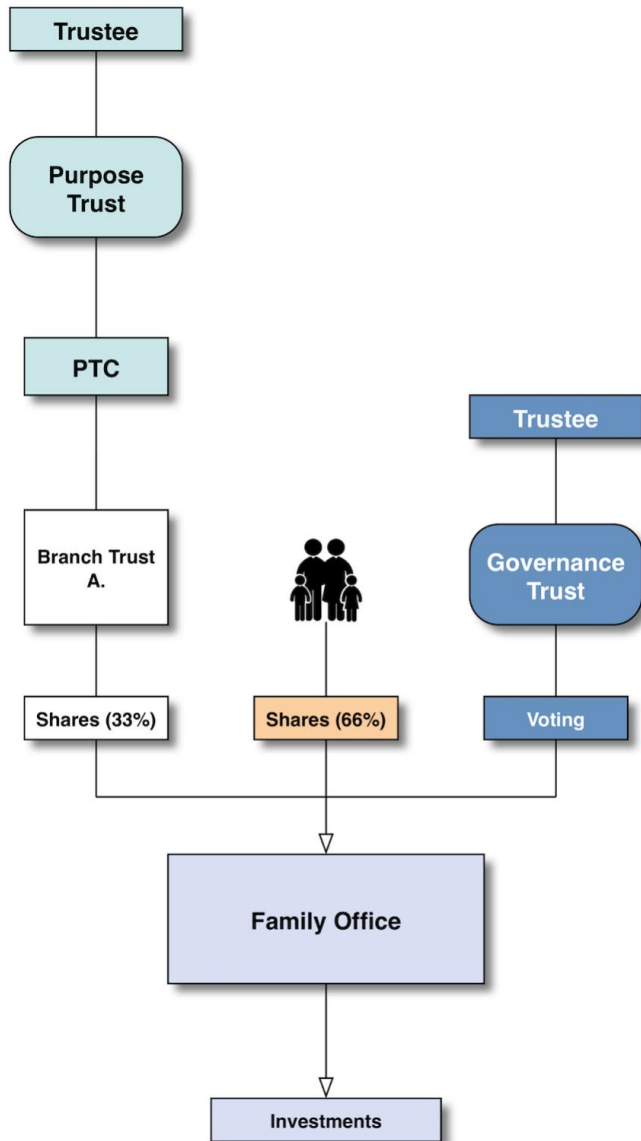 Trustee
Purpose
Trust
PTC
Trustee
Branch Trust
A.
Governance
Trust
Shares (33%)
Shares (66%)
Voting
Family Office
Investments